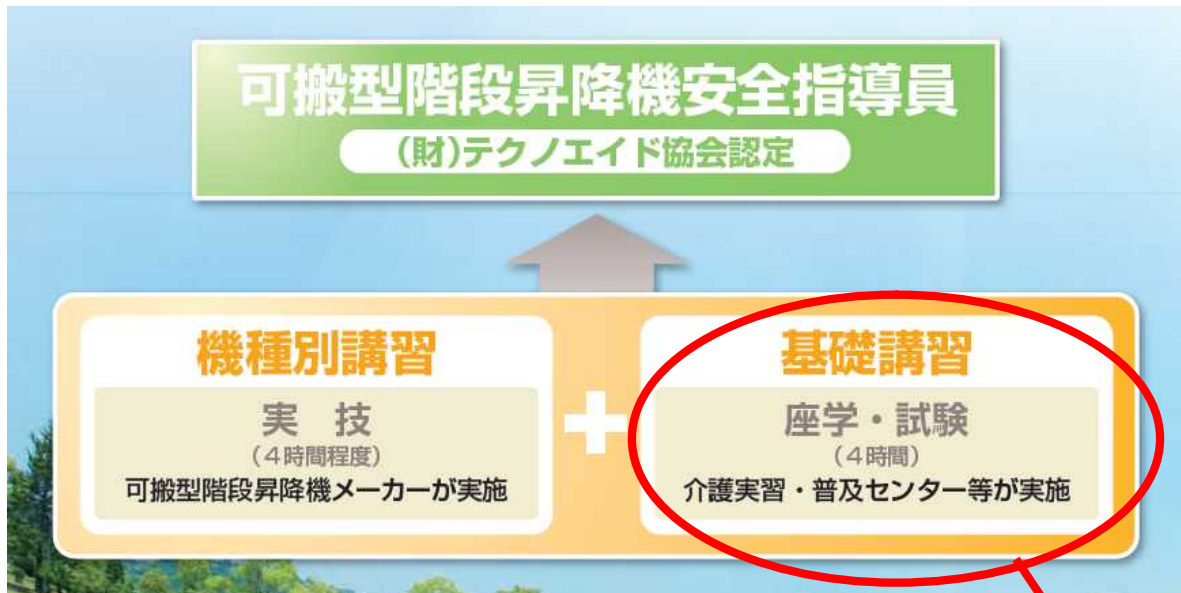 可搬型階段昇降機安全指導員
(財)テクノエイド協会認定
機種別講習
実 技
(4時間程度)
可搬型階段昇降機メーカーが実施
+
基礎講習
座学・試験
(4時間)
介護実習・普及センター等が実施